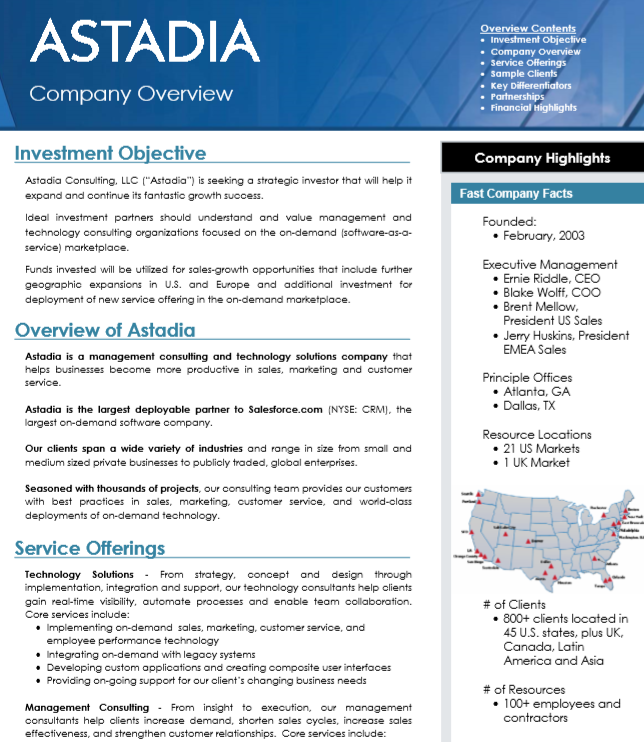 ASTADIA
Company Overview
Overview Contents
• Investment Objective
• Company Overview
• Service Offerings
• Sample Clients
• Key Differentiators
• Partnerships
• Financial Highlights
Investment Objective
Astadia Consulting, LLC (“Astadia”) is seeking a strategic investor that will help it
expand and continue its fantastic growth success.
Ideal investment partners should understand and value management and
technology consulting organizations focused on the on-demand (software-as-a-
service) marketplace.
Funds invested will be utilized for sales-growth opportunities that include further
geographic expansions in U.S. and Europe and additional investment for
deployment of new service offering in the on-demand marketplace.
Overview of Astadia
Astadia is a management consulting and technology solutions company that
helps businesses become more productive in sales, marketing and customer
service.
Astadia is the largest deployable partner to Salesforce.com (NYSE: CRM), the
largest on-demand software company.
Our clients span a wide variety of industries and range in size from small and
medium sized private businesses to publicly traded, global enterprises.
Seasoned with thousands of projects, our consulting team provides our customers
with best practices in sales, marketing, customer service, and world-class
deployments of on-demand technology.
Service Offerings
Technology Solutions - From strategy, concept and design through
implementation, integration and support, our technology consultants help clients
gain real-time visibility, automate processes and enable team collaboration.
Core services include:
• Implementing on-demand sales, marketing, customer service, and
employee performance technology
• Integrating on-demand with legacy systems
• Developing custom applications and creating composite user interfaces
• Providing on-going support for our client's changing business needs
Management Consulting - From insight to execution, our management
consultants help clients increase demand, shorten sales cycles, increase sales
effectiveness, and strengthen customer relationships. Core services include:
Company Highlights
Fast Company Facts
Founded:
• February, 2003
Executive Management
• Ernie Riddle, CEO
• Blake Wolff, COO
• Brent Mellow,
President US Sales
• Jerry Huskins, President
EMEA Sales
Principle Offices
• Atlanta, GA
• Dallas, TX
Resource Locations
• 21 US Markets
• 1 UK Market
# of Clients
• 800+ clients located in
45 U.S. states, plus UK,
Canada, Latin
America and Asia
# of Resources
• 100+ employees and
contractors